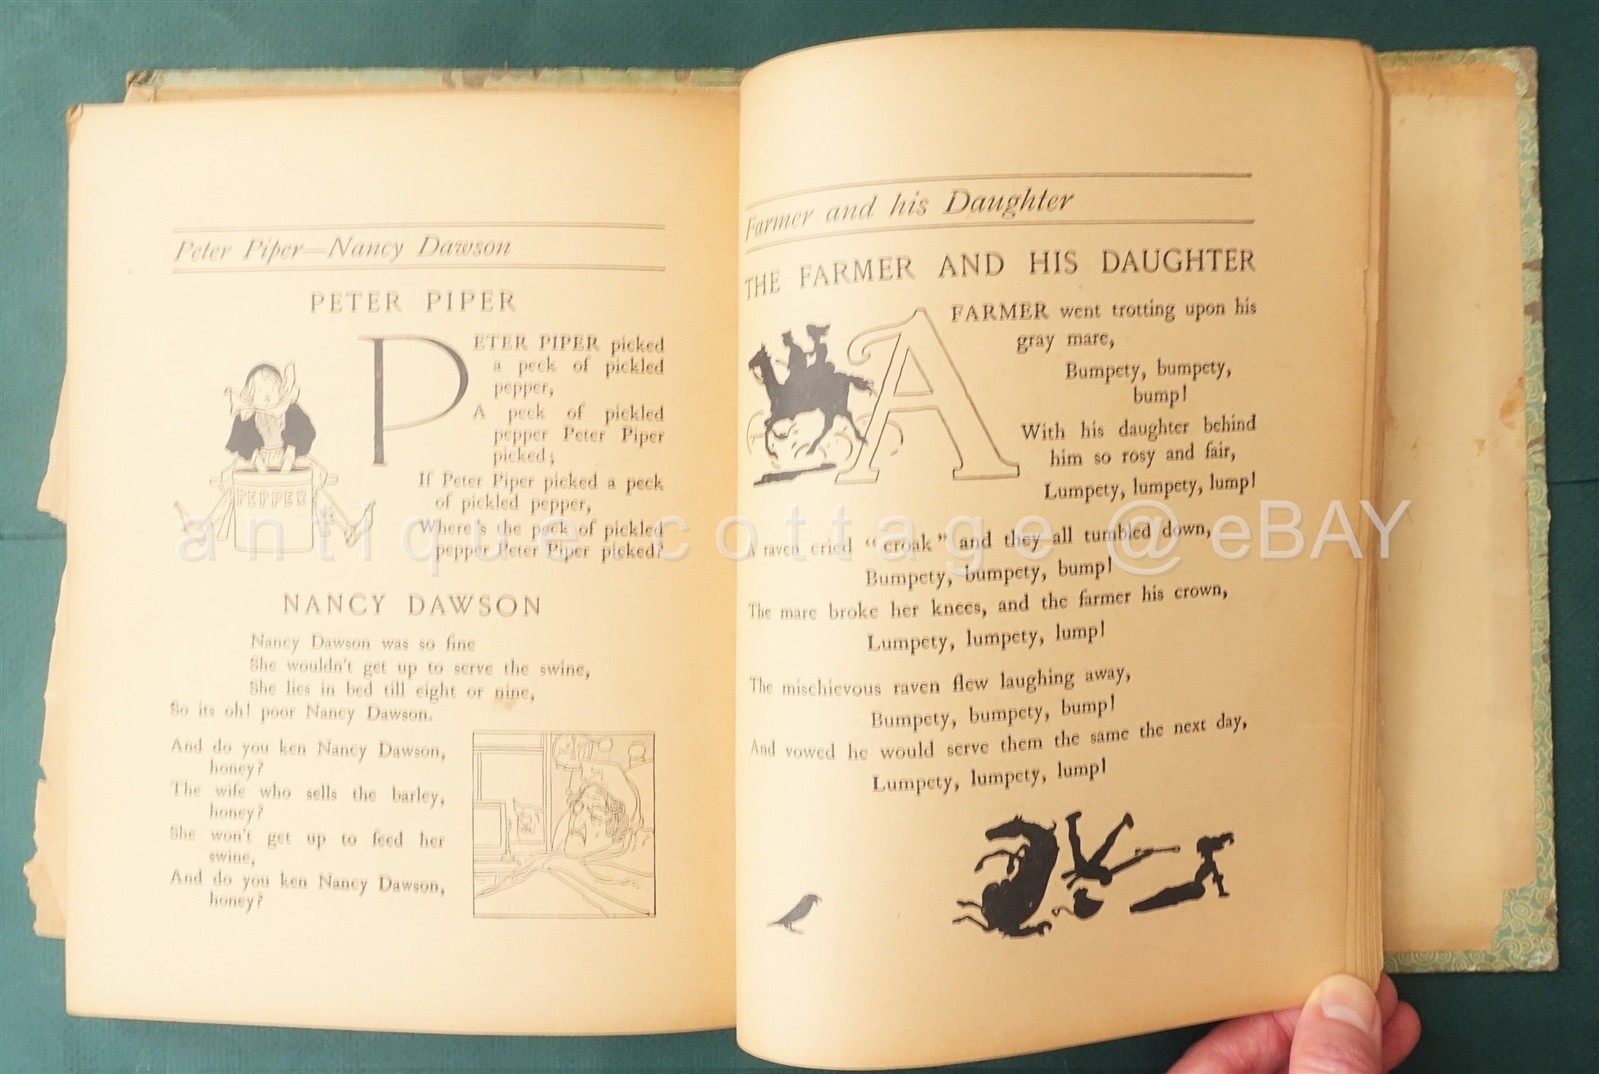 Peter Piper—Nancy Dawson
PETER PIPER
PETER PIPER picked
a peck of pickled
pepper,
A peck of pickled
pepper Peter Piper
picked;
If Peter Piper picked a peck
of pickled pepper,
Where's the peck of pickled
pepper Peter Piper picked?
PEPPER
NANCY DAWSON
Nancy Dawson was so fine
She wouldn't get up to serve the swine,
She lies in bed till eight or nine,
So its oh! poor Nancy Dawson.
And do you ken Nancy Dawson,
honey?
The wife who sells the barley,
honey?
She won't get up to feed her
swine,
And do you ken Nancy Dawson,
honey?
Farmer and his Daughter
THE FARMER AND HIS DAUGHTER
A FARMER went trotting upon his
gray mare,
Bumpety, bumpety,
bump!
With his daughter behind
him so rosy and fair,
Lumpety, lumpety, lump!
A raven cried "croak" and they all tumbled down,
Bumpety, bumpety, bump!
The mare broke her knees, and the farmer his crown,
Lumpety, lumpety, lump!
The mischievous raven flew laughing away,
Bumpety, bumpety, bump!
And vowed he would serve them the same the next day,
Lumpety, lumpety, lump!
antique cottage @ eBAY